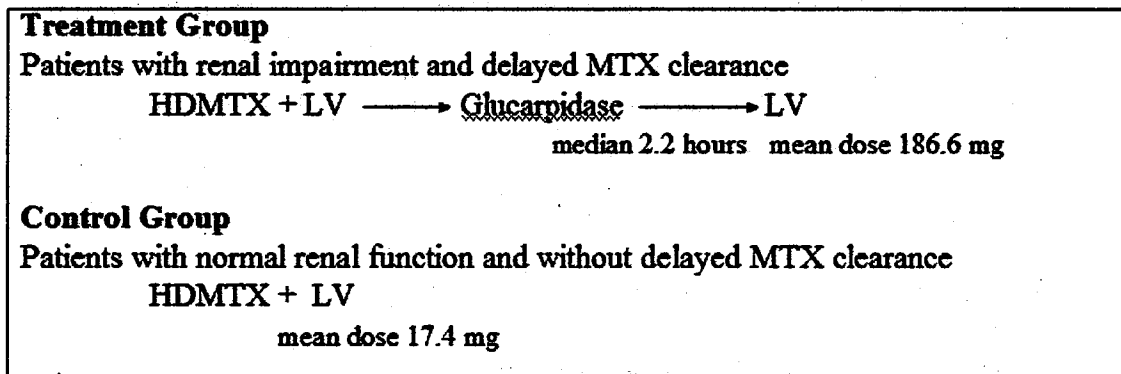 Treatment Group
Patients with renal impairment and delayed MTX clearance
HDMTX + LV ⟶ Glucarpidase ⟶ LV
median 2.2 hours mean dose 186.6 mg
Control Group
Patients with normal renal function and without delayed MTX clearance
HDMTX + LV
mean dose 17.4 mg